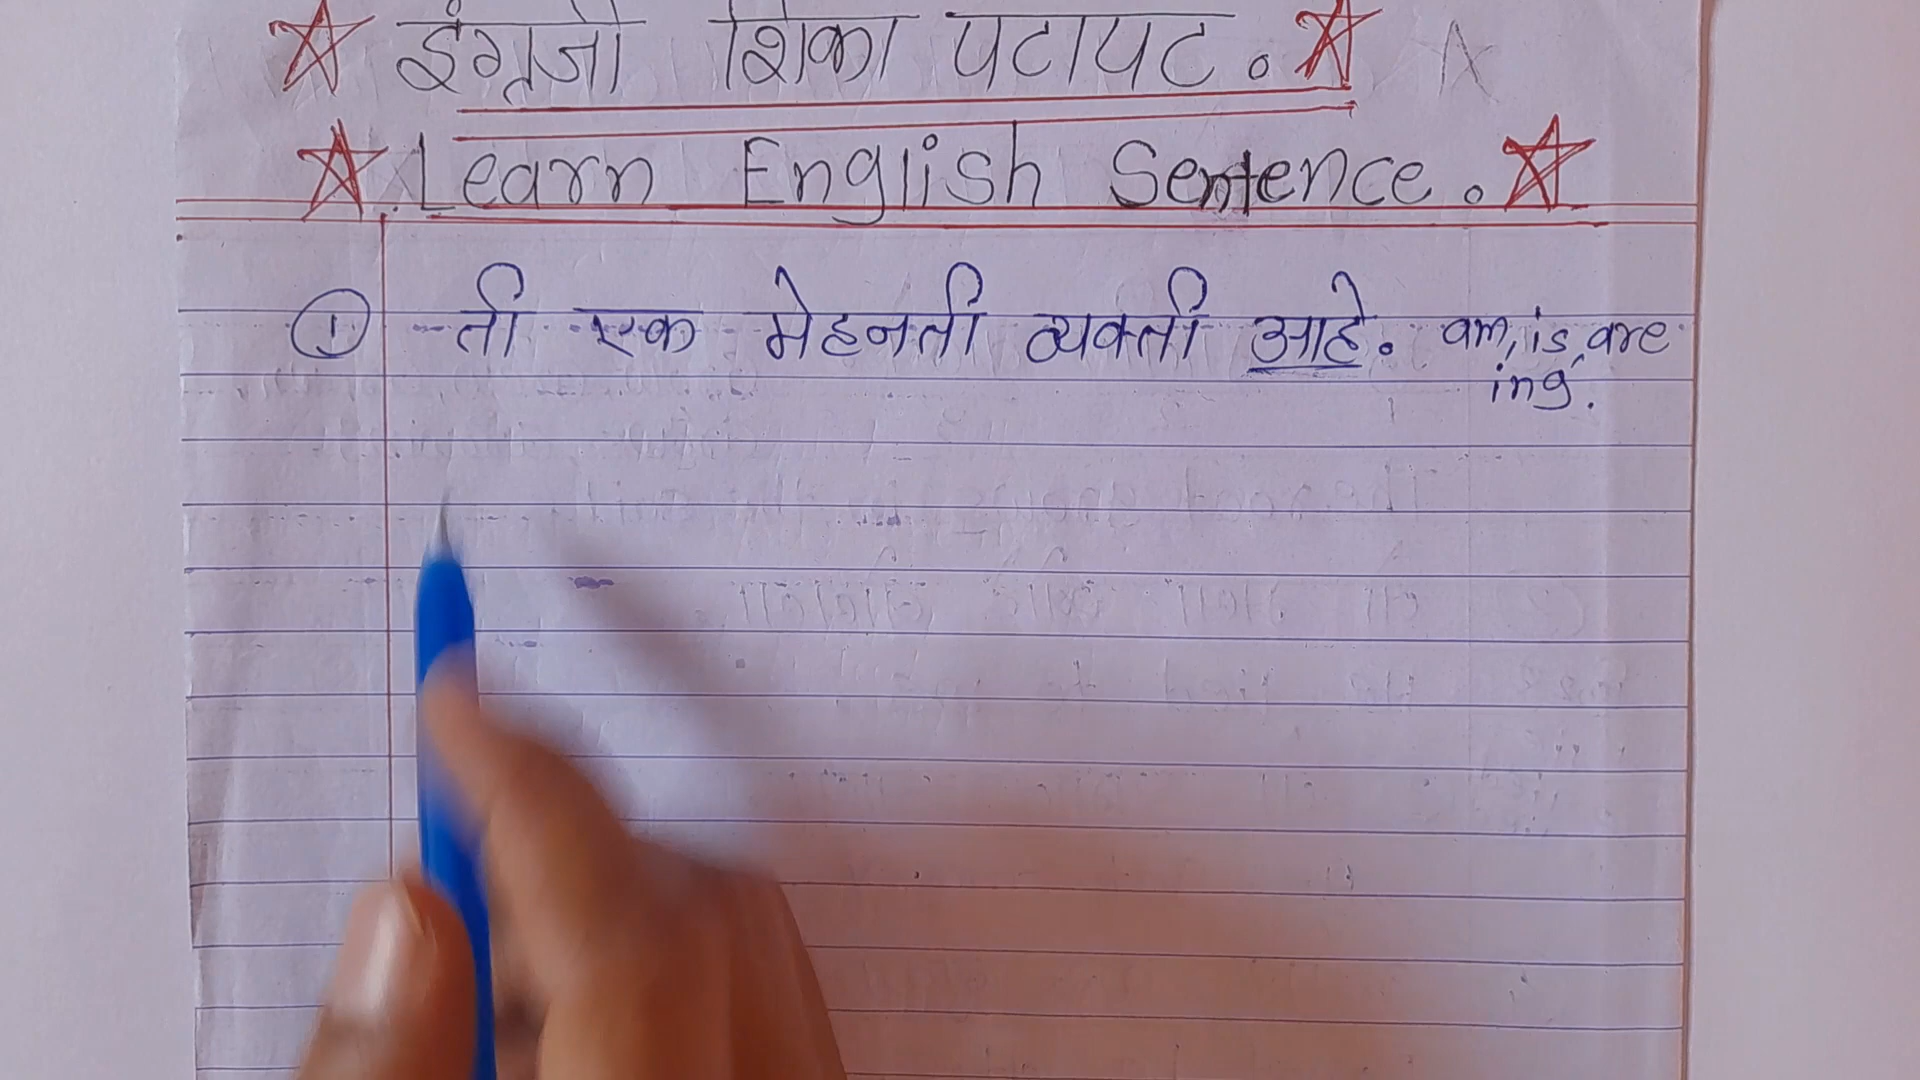 इंग्रजी शिका पटापट.
Learn English Sentence.
① ती एक मेहनती व्यक्ती आहे. am, is, are
ing.